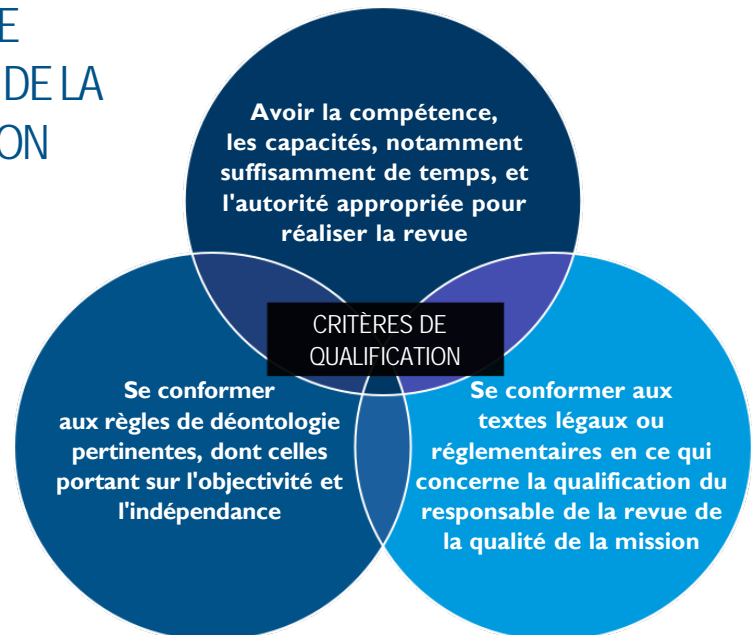 E
DE LA
ON
Avoir la compétence,
les capacités, notamment
suffisamment de temps, et
l'autorité appropriée pour
réaliser la revue
CRITÈRES DE
QUALIFICATION
Se conformer
aux règles de déontologie
pertinentes, dont celles
portant sur l'objectivité et
l'indépendance
Se conformer aux
textes légaux ou
réglementaires en ce qui
concerne la qualification du
responsable de la revue de
la qualité de la mission